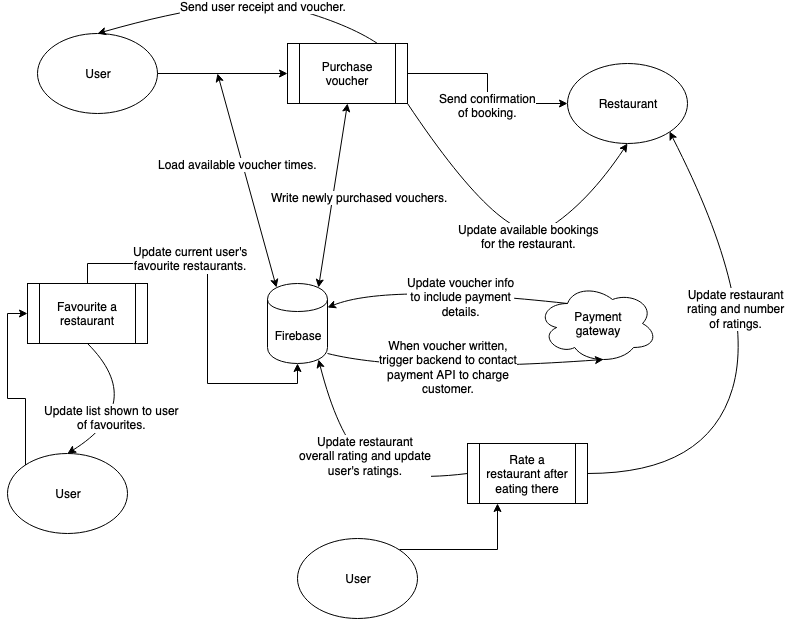 Send user receipt and voucher.
User
Purchase
voucher
Send confirmation
of booking.
Restaurant
Load available voucher times.
Write newly purchased vouchers.
Update available bookings
for the restaurant.
Update current user's
favourite restaurants.
Favourite a
restaurant
Firebase
Update voucher info
to include payment
details.
Payment
gateway
Update restaurant
rating and number
of ratings.
When voucher written,
trigger backend to contact
payment API to charge
customer.
Update list shown to user
of favourites.
Update restaurant
overall rating and update
user's ratings.
Rate a
restaurant after
eating there
User
User